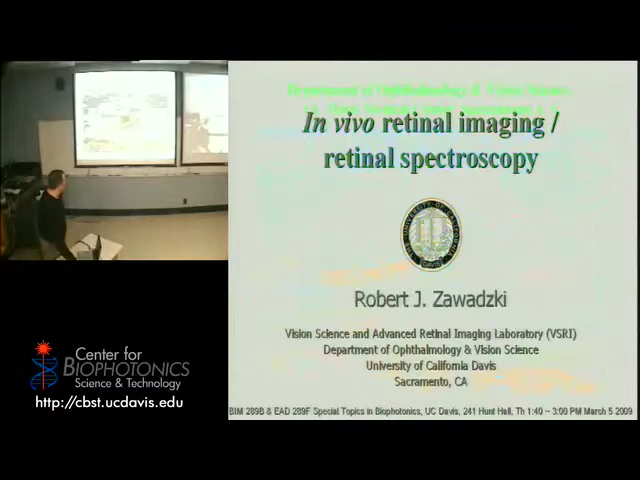 In vivo retinal imaging /
retinal spectroscopy
Robert J. Zawadzki
Vision Science and Advanced Retinal Imaging Laboratory (VSRI)
Department of Ophthalmology & Vision Science
University of California Davis
Sacramento, CA
BIM 289B & EAD 289F Special Topics in Biophotonics, UC Davis, 241 Hunt Hall, Th 1:40 ~ 3:00 PM March 5 2009
Center for
BIOPHOTONICS
Science & Technology
http://cbst.ucdavis.edu